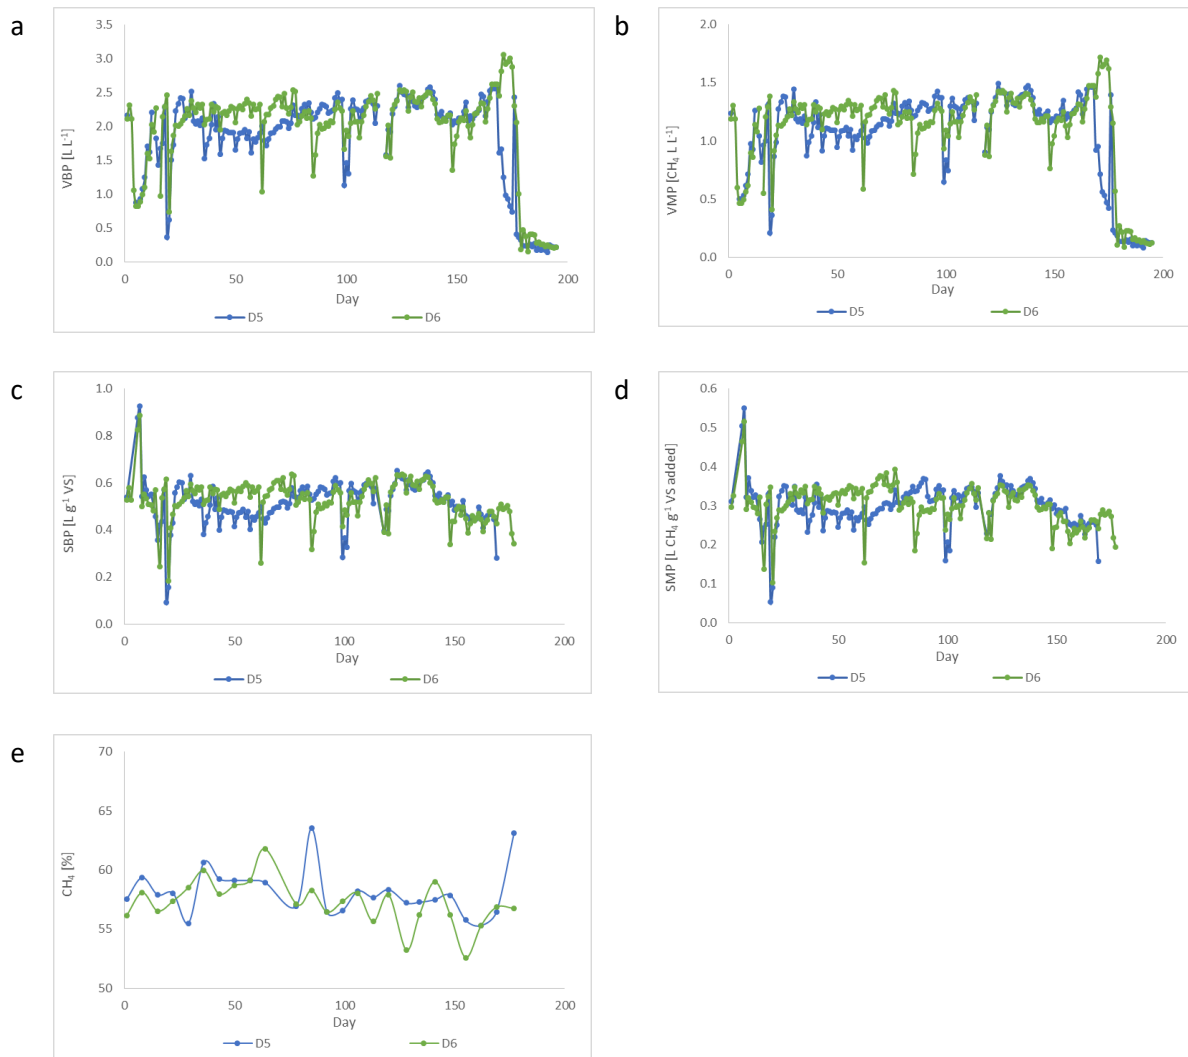 a
VBP [L L⁻¹]
3.5
3.0
2.5
2.0
1.5
1.0
0.5
0.0
0 50 100 150 200
Day
D5 D6
b
VMP [CH₄ L L⁻¹]
2.0
1.5
1.0
0.5
0.0
0 50 100 150 200
Day
D5 D6
c
SBP [L g⁻¹ VS]
1.0
0.8
0.6
0.4
0.2
0.0
0 50 100 150 200
Day
D5 D6
d
SMP [L CH₄ g⁻¹ VS added]
0.6
0.5
0.4
0.3
0.2
0.1
0.0
0 50 100 150 200
Day
D5 D6
e
CH₄ [%]
70
65
60
55
50
0 50 100 150 200
Day
D5 D6